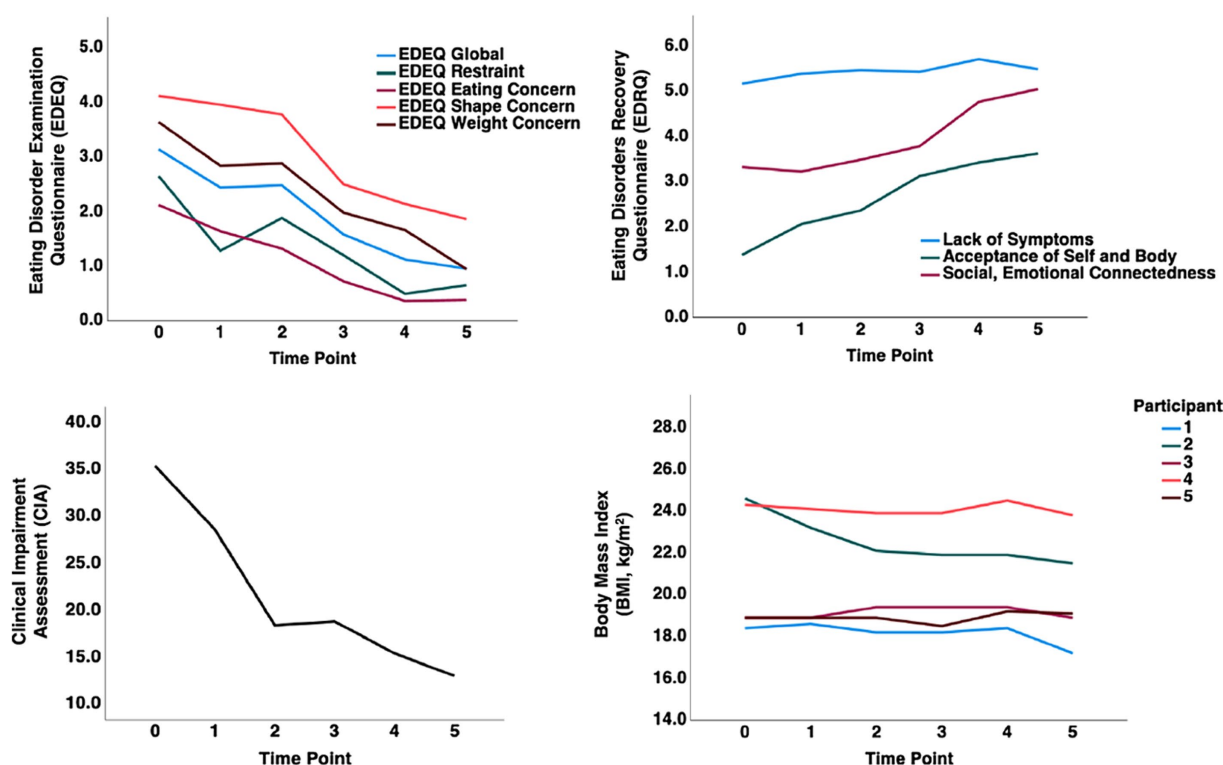 Eating Disorder Examination
Questionnaire (EDEQ)
5.0
4.0
3.0
2.0
1.0
0.0
EDEQ Global
EDEQ Restraint
EDEQ Eating Concern
EDEQ Shape Concern
EDEQ Weight Concern
0 1 2 3 4 5
Time Point
Eating Disorders Recovery
Questionnaire (EDRQ)
6.0
5.0
4.0
3.0
2.0
1.0
0.0
Lack of Symptoms
Acceptance of Self and Body
Social, Emotional Connectedness
0 1 2 3 4 5
Time Point
Clinical Impairment
Assessment (CIA)
40.0
35.0
30.0
25.0
20.0
15.0
10.0
0 1 2 3 4 5
Time Point
Body Mass Index
(BMI, kg/m²)
28.0
26.0
24.0
22.0
20.0
18.0
16.0
14.0
0 1 2 3 4 5
Time Point
Participant
1
2
3
4
5